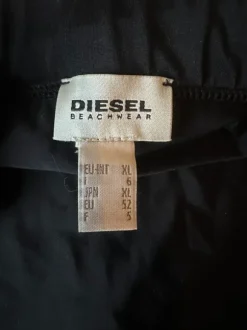 DIESEL
BEACHWEAR
EU-INT XL
I 6
JPN XL
EU 52
F 5